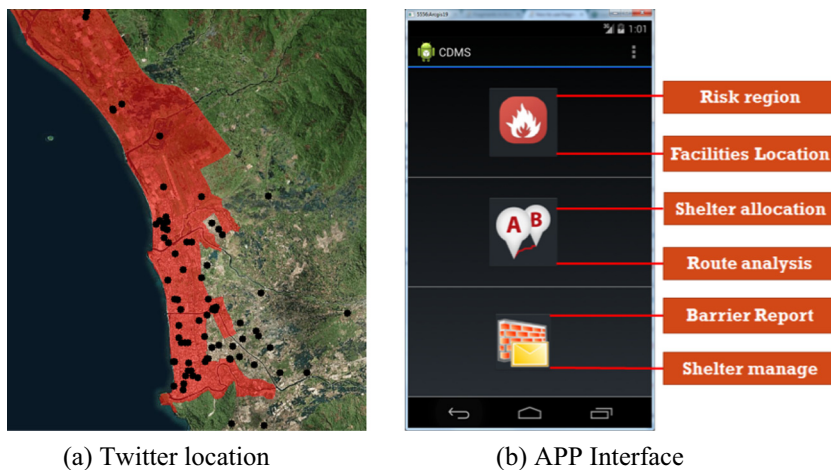 1:01
CDMS
Risk region
Facilities Location
A B
Shelter allocation
Route analysis
Barrier Report
Shelter manage
(a) Twitter location
(b) APP Interface